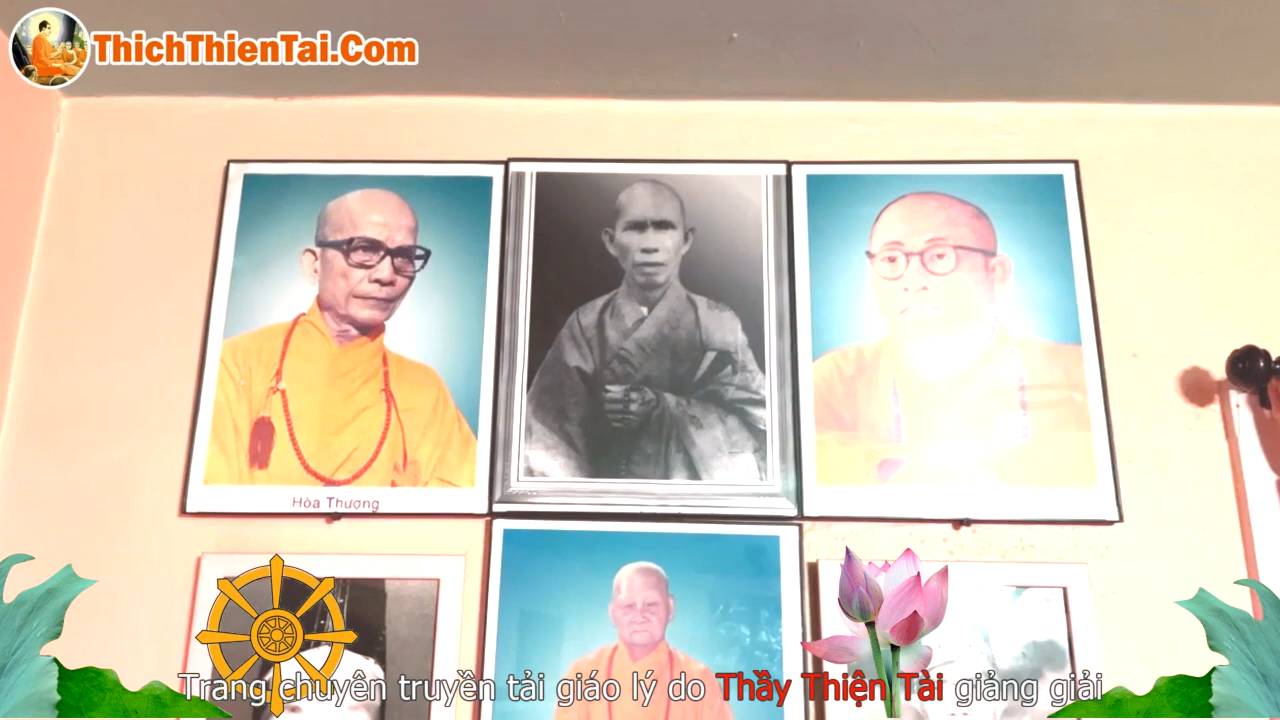 ThichThienTai.Com
Hòa Thượng
Trang chuyên truyền tải giáo lý do Thầy Thiện Tài giảng giải